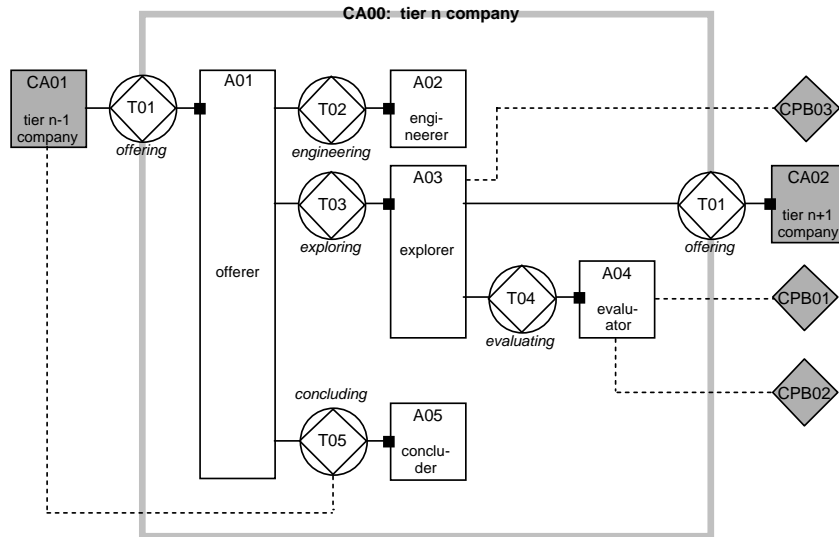 CA00: tier n company
CA01
tier n-1
company
T01
offering
A01
offerer
T02
engineering
A02
engi-
neerer
CPB03
T03
exploring
A03
explorer
T01
offering
CA02
tier n+1
company
T04
evaluating
A04
evalu-
ator
CPB01
CPB02
concluding
T05
A05
conclu-
der